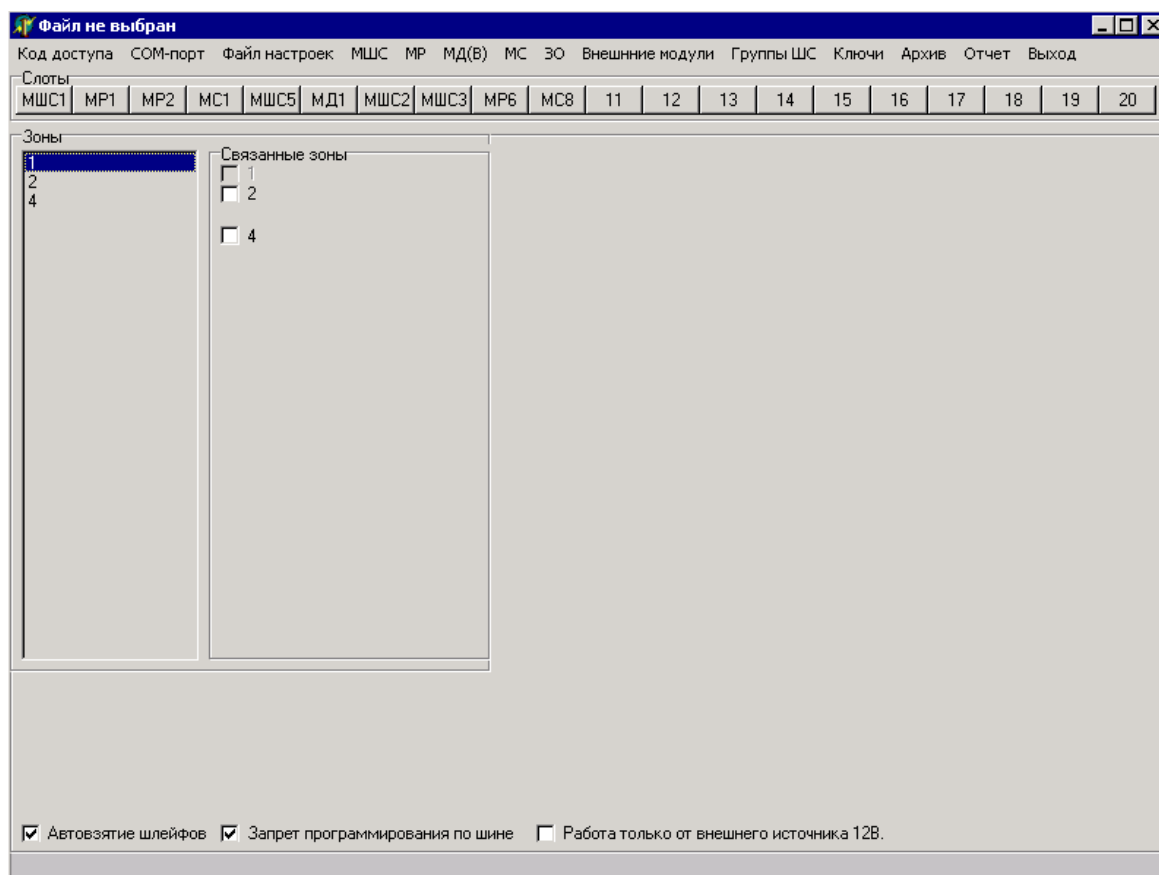 Файл не выбран
Код доступа COM-порт Файл настроек МШС МР МД(В) МС ЗО Внешнние модули Группы ШС Ключи Архив Отчет Выход
Слоты
МШС1 МР1 МР2 МС1 МШС5 МД1 МШС2 МШС3 МР6 МС8 11 12 13 14 15 16 17 18 19 20
Зоны
1
2
4
Связанные зоны
1
2
4
Автовзятие шлейфов Запрет программирования по шине Работа только от внешнего источника 12В.